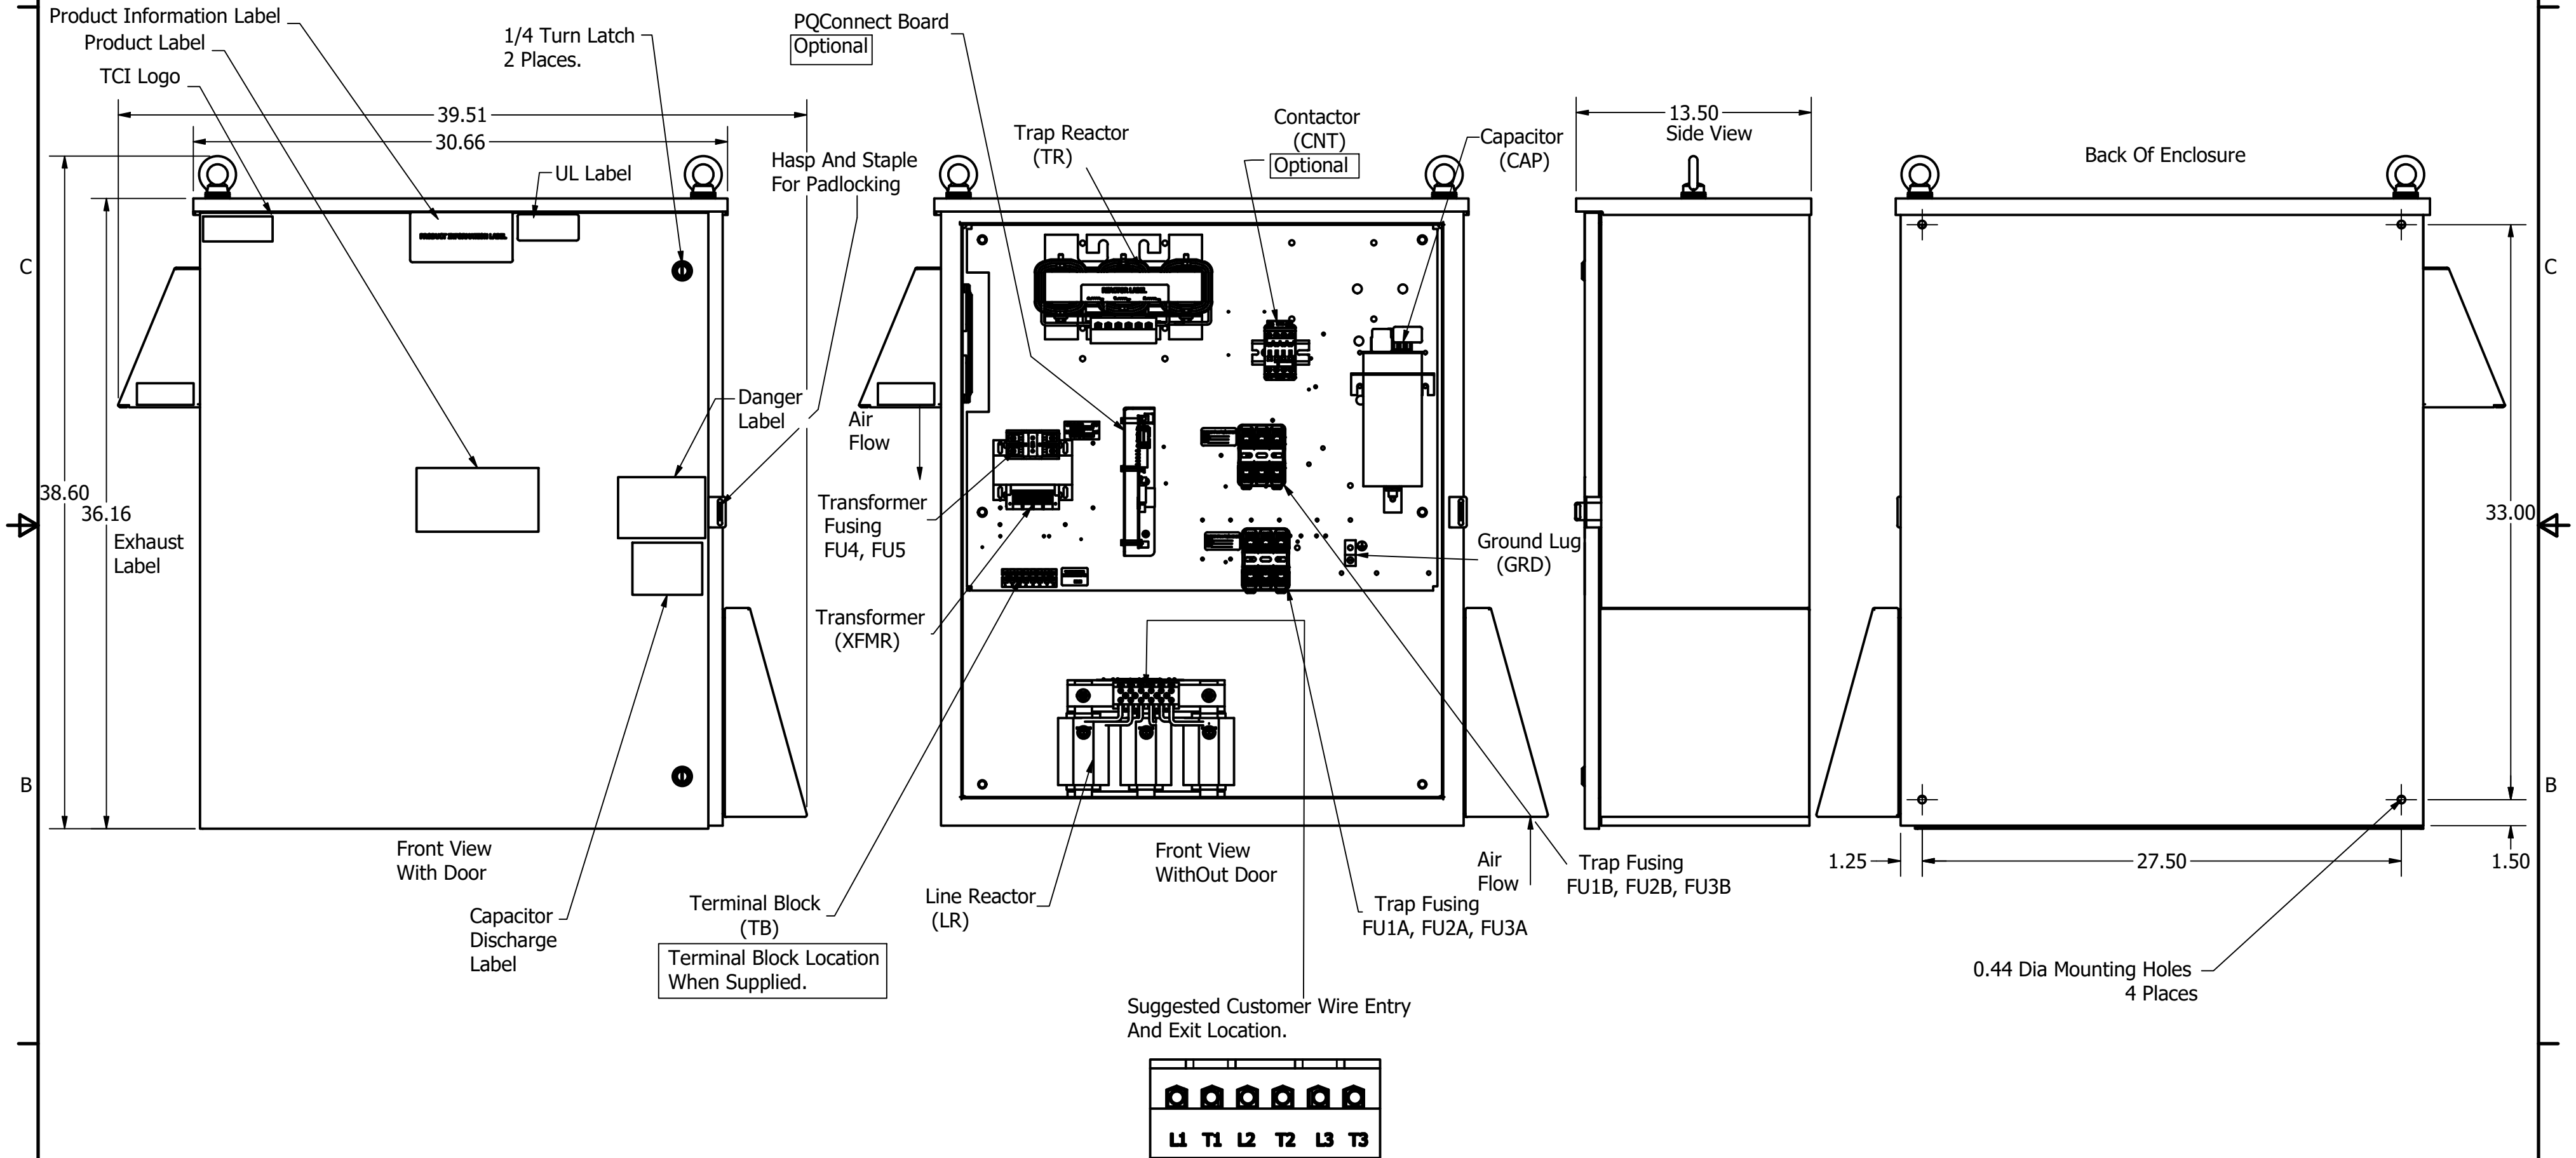 Product Information Label
Product Label
TCI Logo
1/4 Turn Latch
2 Places.
PQConnect Board
Optional
39.51
30.66
Hasp And Staple
For Padlocking
UL Label
Trap Reactor
(TR)
Contactor
(CNT)
Optional
Capacitor
(CAP)
13.50
Side View
Back Of Enclosure
PRODUCT INFORMATION LABEL
REACTOR LABEL
C
C
Danger
Label
Air
Flow
38.60
36.16
Exhaust
Label
Transformer
Fusing
FU4, FU5
Ground Lug
(GRD)
33.00
Transformer
(XFMR)
B
B
Front View
With Door
Front View
WithOut Door
Air
Flow
Trap Fusing
FU1B, FU2B, FU3B
1.25
27.50
1.50
Capacitor
Discharge
Label
Terminal Block
(TB)
Terminal Block Location
When Supplied.
Line Reactor
(LR)
Trap Fusing
FU1A, FU2A, FU3A
0.44 Dia Mounting Holes
4 Places
Suggested Customer Wire Entry
And Exit Location.
L1 T1 L2 T2 L3 T3